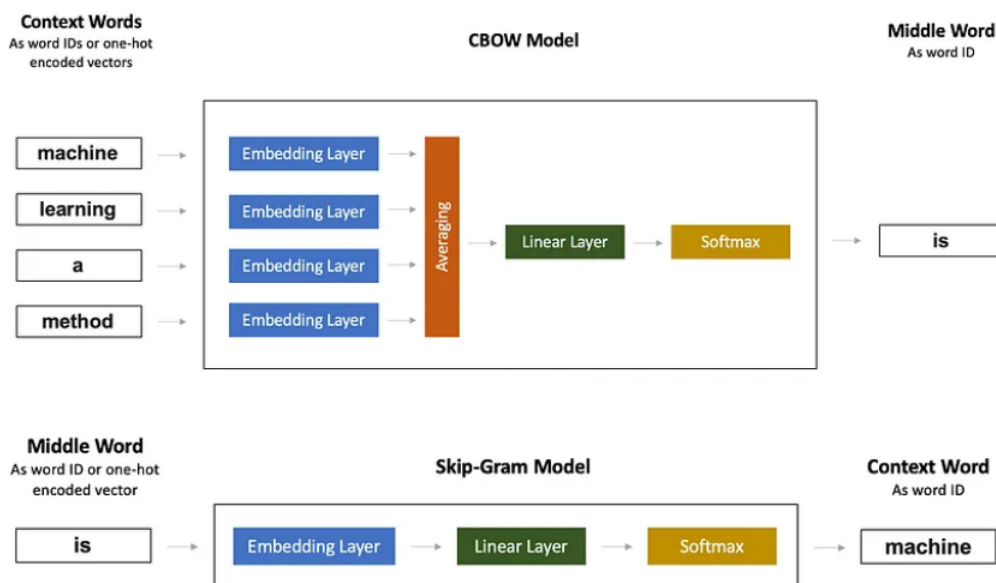 Context Words
As word IDs or one-hot
encoded vectors
CBOW Model
Middle Word
As word ID
machine
Embedding Layer
learning
Embedding Layer
a
Embedding Layer
method
Embedding Layer
Averaging
Linear Layer
Softmax
is
Middle Word
As word ID or one-hot
encoded vector
Skip-Gram Model
Context Word
As word ID
is
Embedding Layer
Linear Layer
Softmax
machine